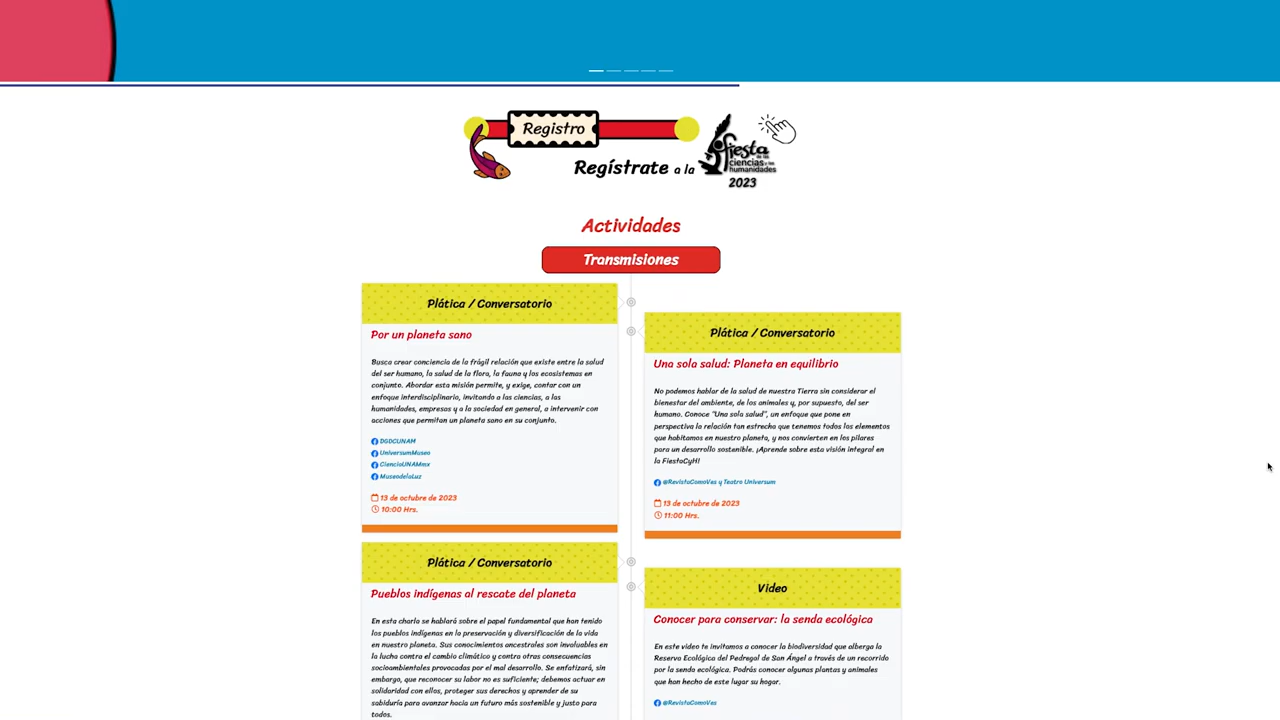 Registro
Regístrate a la
fiesta
de las
ciencias y las
humanidades
2023
Actividades
Transmisiones
Plática / Conversatorio
Por un planeta sano
Busca crear conciencia de la frágil relación que existe entre la salud
del ser humano, la salud de la flora, la fauna y los ecosistemas en
conjunto. Abordar esta misión permite, y exige, contar con un
enfoque interdisciplinario, invitando a las ciencias, a las
humanidades, empresas y a la sociedad en general, a intervenir con
acciones que permitan un planeta sano en su conjunto.
DGDCUNAM
UniversumMuseo
CienciaUNAMmx
MuseodelaLuz
13 de octubre de 2023
10:00 Hrs.
Plática / Conversatorio
Una sola salud: Planeta en equilibrio
No podemos hablar de la salud de nuestra Tierra sin considerar el
bienestar del ambiente, de los animales y, por supuesto, del ser
humano. Conoce "Una sola salud", un enfoque que pone en
perspectiva la relación tan estrecha que tenemos todos los elementos
que habitamos en nuestro planeta, y nos convierten en los pilares
para un desarrollo sostenible. ¡Aprende sobre esta visión integral en
la FiestaCyH!
@RevistaComoVes y Teatro Universum
13 de octubre de 2023
11:00 Hrs.
Plática / Conversatorio
Pueblos indígenas al rescate del planeta
En esta charla se hablará sobre el papel fundamental que han tenido
los pueblos indígenas en la preservación y diversificación de la vida
en nuestro planeta. Sus conocimientos ancestrales son invaluables en
la lucha contra el cambio climático y contra otras consecuencias
socioambientales provocadas por el mal desarrollo. Se enfatizará, sin
embargo, que reconocer su labor no es suficiente; debemos actuar en
solidaridad con ellos, proteger sus derechos y aprender de su
sabiduría para avanzar hacia un futuro más sostenible y justo para
todos.
Video
Conocer para conservar: la senda ecológica
En este video te invitamos a conocer la biodiversidad que alberga la
Reserva Ecológica del Pedregal de San Ángel a través de un recorrido
por la senda ecológica. Podrás conocer algunas plantas y animales
que han hecho de este lugar su hogar.
@RevistaComoVes